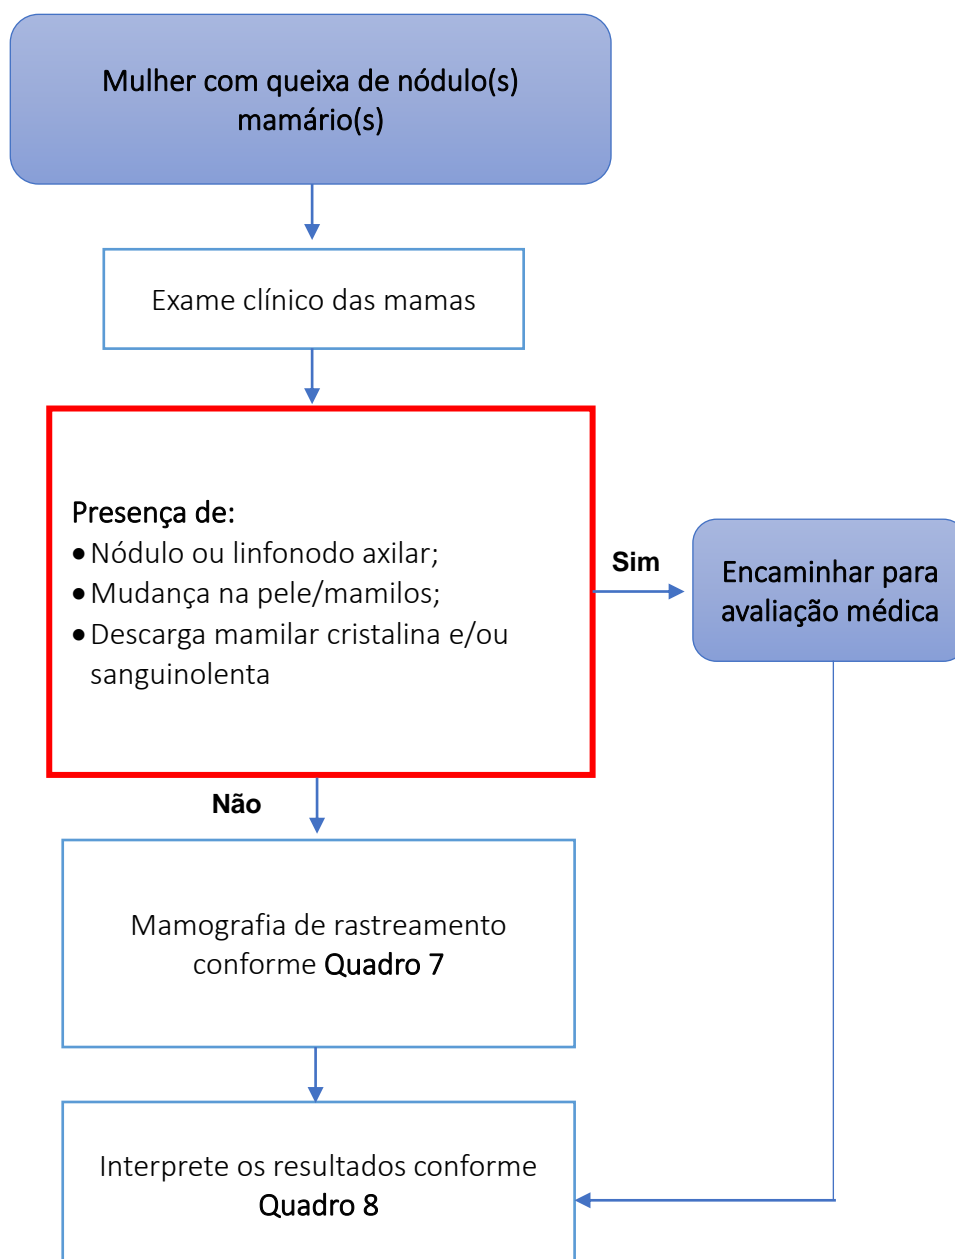 Mulher com queixa de nódulo(s)
mamário(s)
Exame clínico das mamas
Presença de:
• Nódulo ou linfonodo axilar;
• Mudança na pele/mamilos;
• Descarga mamilar cristalina e/ou
sanguinolenta
Sim
Encaminhar para
avaliação médica
Não
Mamografia de rastreamento
conforme Quadro 7
Interprete os resultados conforme
Quadro 8